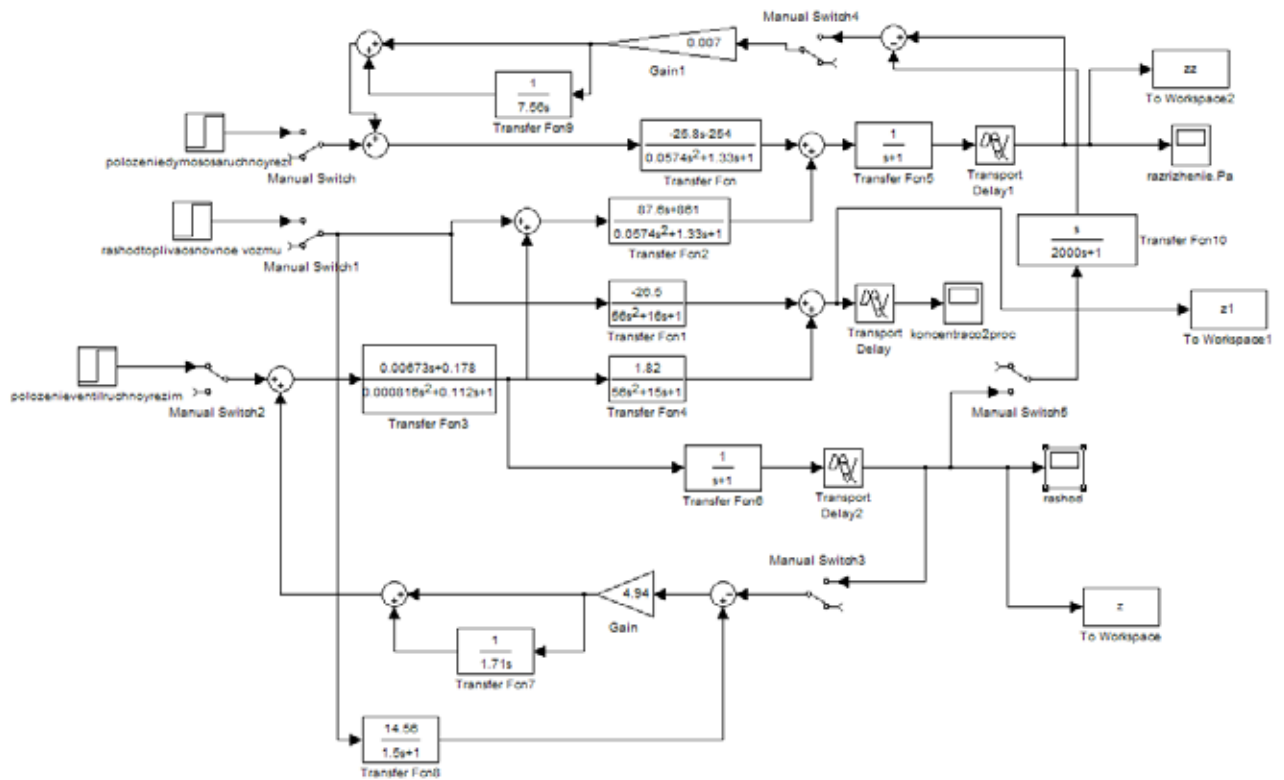 Manual Switch4
0.007
Gain1
zz
To Workspace2
1
7.56s
Transfer Fcn9
polozeniedymososaruchnoyrezi
Manual Switch
-25.8s-254
0.0574s²+1.33s+1
Transfer Fcn
1
s+1
Transfer Fcn5
Transport
Delay1
razrizhenie.Pa
rashodtoplivaosnovnoe vozmu
Manual Switch1
87.6s+861
0.0574s²+1.33s+1
Transfer Fcn2
s
2000s+1
Transfer Fcn10
-26.5
56s²+16s+1
Transfer Fcn1
Transport
Delay
koncentraco2proc
z1
To Workspace1
polozenieventilruchnoyrezim
Manual Switch2
0.00673s+0.178
0.000816s²+0.112s+1
Transfer Fcn3
1.82
56s²+15s+1
Transfer Fcn4
Manual Switch5
1
s+1
Transfer Fcn6
Transport
Delay2
rashod
Manual Switch3
4.94
Gain
z
To Workspace
1
1.71s
Transfer Fcn7
14.56
1.5s+1
Transfer Fcn8